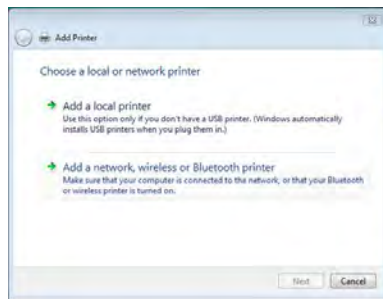 Add Printer
Choose a local or network printer
Add a local printer
Use this option only if you don't have a USB printer. (Windows automatically
installs USB printers when you plug them in.)
Add a network, wireless or Bluetooth printer
Make sure that your computer is connected to the network, or that your Bluetooth
or wireless printer is turned on.
Next Cancel